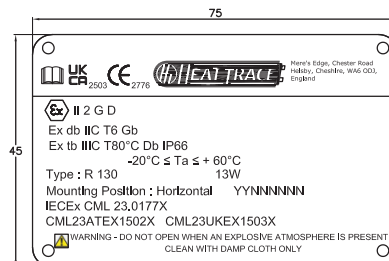 75
45
UK
CA 2503 CE 2776
HEAT TRACE
Mere's Edge, Chester Road
Helsby, Cheshire, WA6 0DJ,
England
Ex II 2 G D
Ex db IIC T6 Gb
Ex tb IIIC T80°C Db IP66
-20°C ≤ Ta ≤ + 60°C
Type : R 130 13W
Mounting Position : Horizontal YYNNNNNN
IECEx CML 23.0177X
CML23ATEX1502X CML23UKEX1503X
WARNING - DO NOT OPEN WHEN AN EXPLOSIVE ATMOSPHERE IS PRESENT
CLEAN WITH DAMP CLOTH ONLY